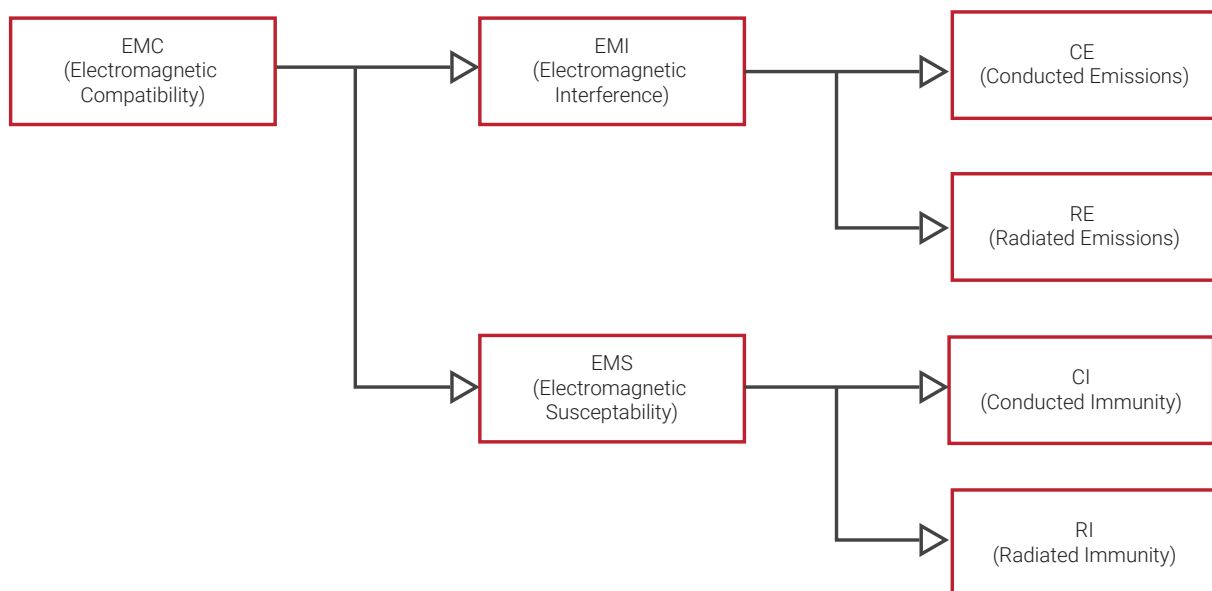 EMC
(Electromagnetic
Compatibility)
EMI
(Electromagnetic
Interference)
CE
(Conducted Emissions)
RE
(Radiated Emissions)
EMS
(Electromagnetic
Susceptability)
CI
(Conducted Immunity)
RI
(Radiated Immunity)